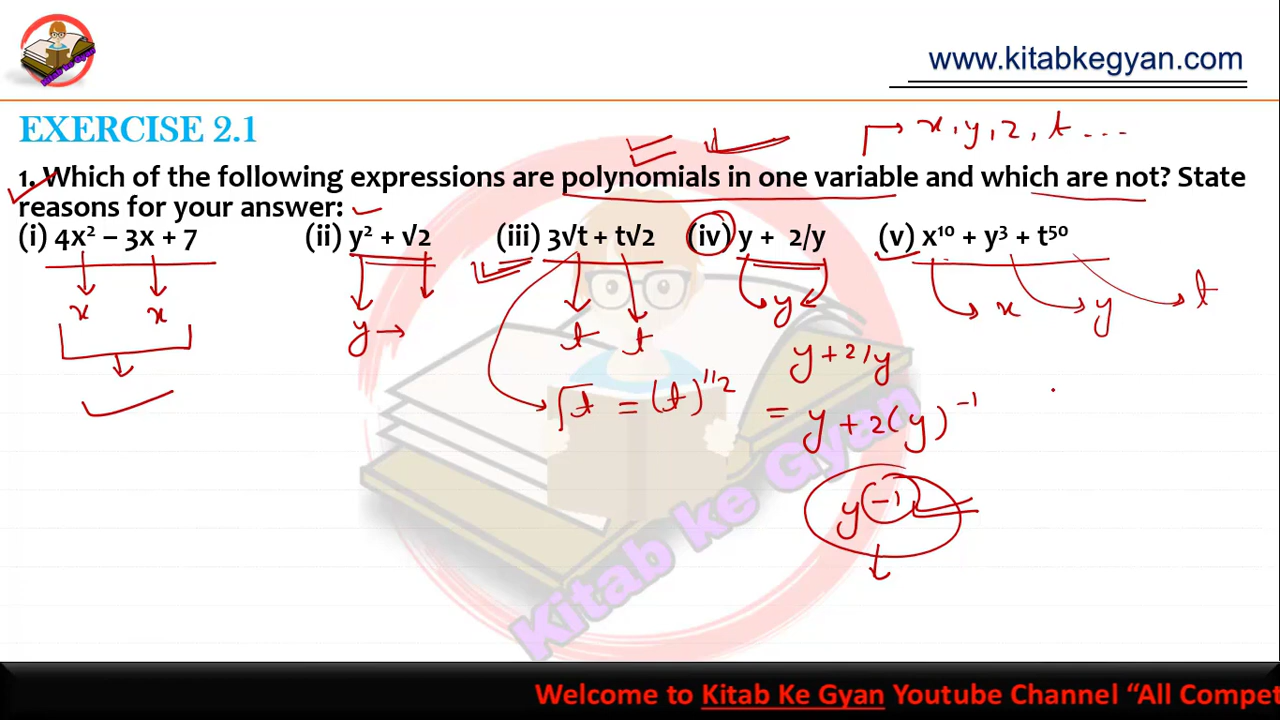 Kitab ke Gyan
www.kitabkegyan.com
EXERCISE 2.1
x, y, z, t ...
1. Which of the following expressions are polynomials in one variable and which are not? State
reasons for your answer:
(i) 4x² – 3x + 7 (ii) y² + √2 (iii) 3√t + t√2 (iv) y + 2/y (v) x¹⁰ + y³ + t⁵⁰
x x y t t y x y t
y + 2/y
√t = (t)^1/2 = y + 2(y)^-1
y^-1
Kitab ke Gyan
Welcome to Kitab Ke Gyan Youtube Channel “All Compet